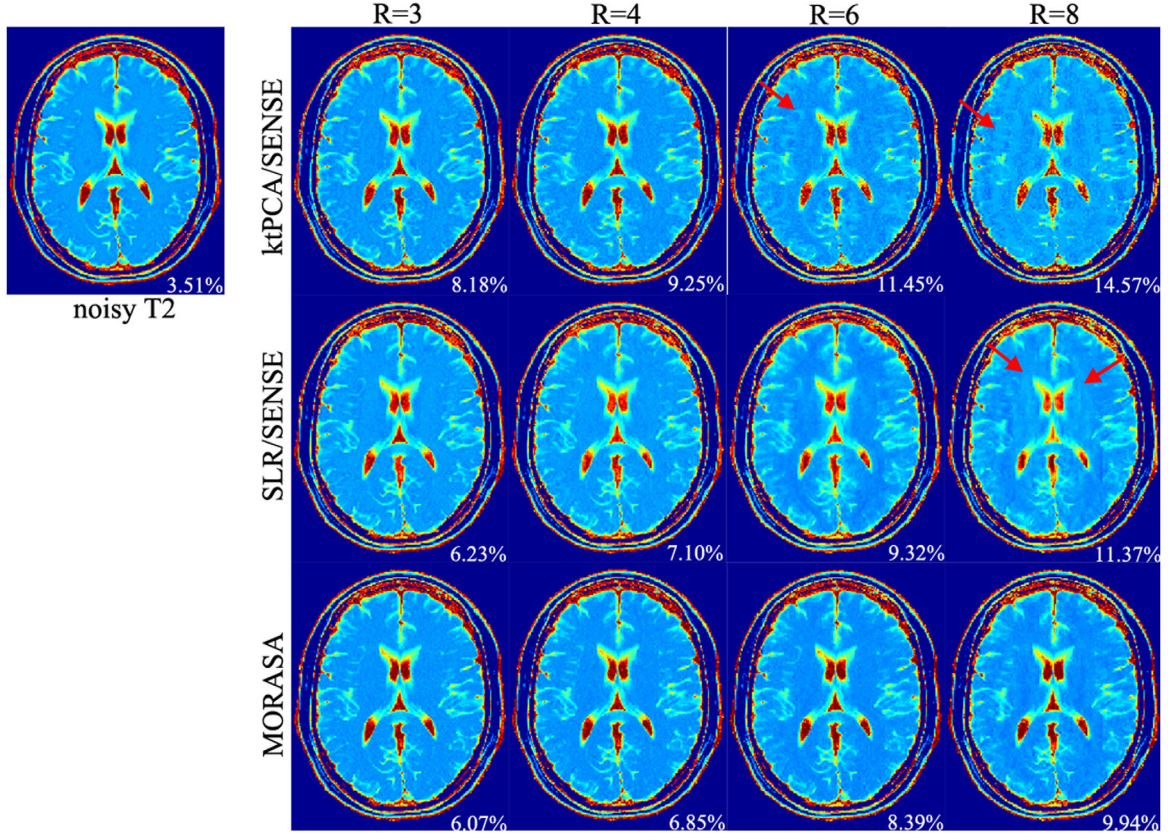 R=3 R=4 R=6 R=8
ktPCA/SENSE
3.51% 8.18% 9.25% 11.45% 14.57%
noisy T2
SLR/SENSE
6.23% 7.10% 9.32% 11.37%
MORASA
6.07% 6.85% 8.39% 9.94%